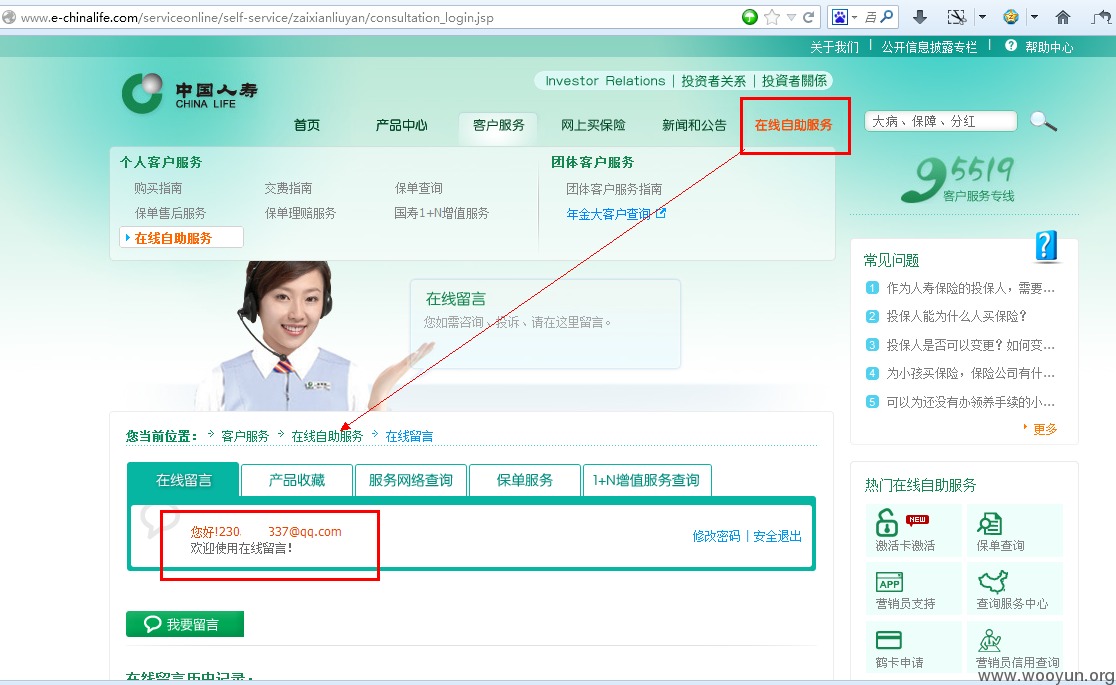 www.e-chinalife.com/serviceonline/self-service/zaixianliuyan/consultation_login.jsp
关于我们 | 公开信息披露专栏 | ? 帮助中心
中国人寿
CHINA LIFE
Investor Relations | 投资者关系 | 投資者關係
首页 产品中心 客户服务 网上买保险 新闻和公告 在线自助服务
大病、保障、分红
95519
客户服务专线
个人客户服务
购买指南 交费指南 保单查询
保单售后服务 保单理赔服务 国寿1+N增值服务
在线自助服务
团体客户服务
团体客户服务指南
年金大客户查询
在线留言
您如需咨询、投诉、请在这里留言。
常见问题
?
1 作为人寿保险的投保人，需要...
2 投保人能为什么人买保险？
3 投保人是否可以变更？如何变...
4 为小孩买保险，保险公司有什...
5 可以为还没有办领养手续的小...
更多
您当前位置： 客户服务 在线自助服务 在线留言
在线留言 产品收藏 服务网络查询 保单服务 1+N增值服务查询
您好!230. 337@qq.com
欢迎使用在线留言！
修改密码 | 安全退出
我要留言
在线留言历史记录：
热门在线自助服务
NEW
激活卡激活 保单查询
APP
营销员支持 查询服务中心
鹤卡申请 营销员信用查询
www.wooyun.org